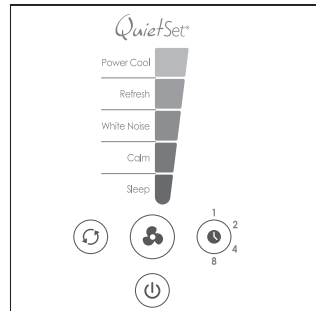 QuietSet®
Power Cool
Refresh
White Noise
Calm
Sleep
1
2
4
8